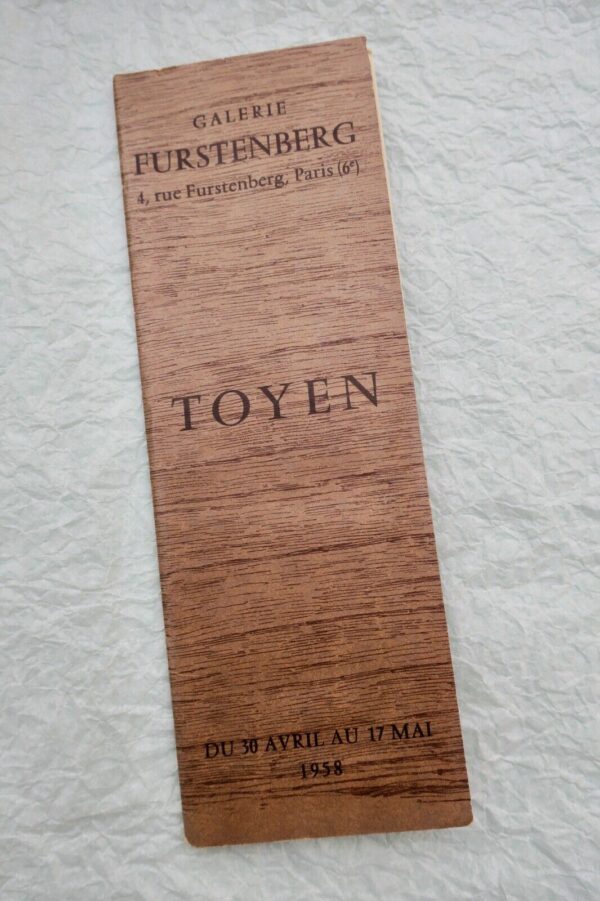 GALERIE
FURSTENBERG
4, rue Furstenberg, Paris (6e)
TOYEN
DU 30 AVRIL AU 17 MAI
1958